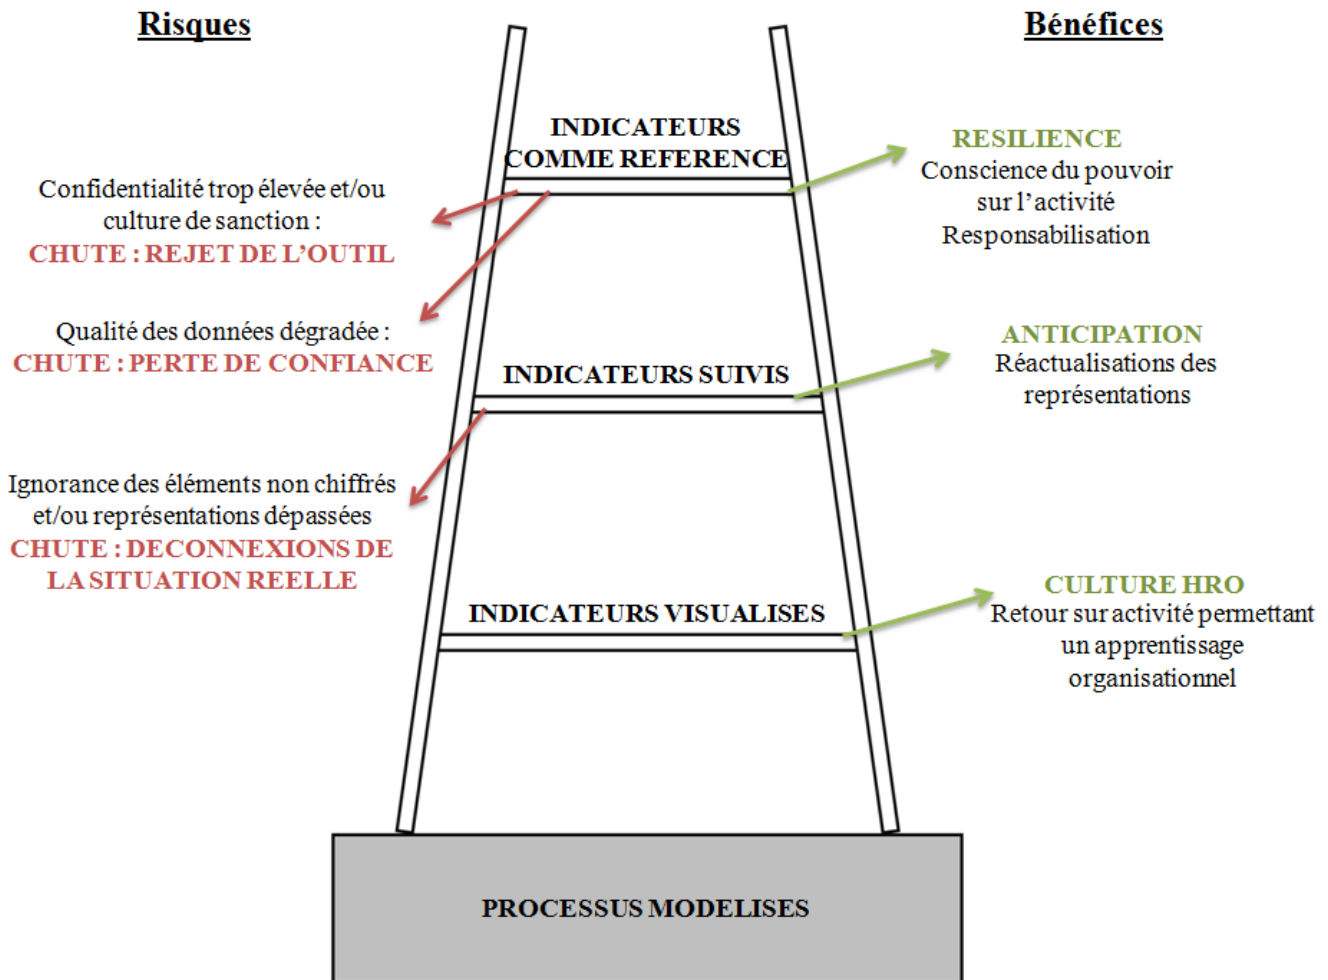 Risques
Bénéfices
INDICATEURS
COMME REFERENCE
RESILIENCE
Conscience du pouvoir
sur l’activité
Responsabilisation
Confidentialité trop élevée et/ou
culture de sanction :
CHUTE : REJET DE L’OUTIL
Qualité des données dégradée :
CHUTE : PERTE DE CONFIANCE
INDICATEURS SUIVIS
ANTICIPATION
Réactualisations des
représentations
Ignorance des éléments non chiffrés
et/ou représentations dépassées
CHUTE : DECONNEXIONS DE
LA SITUATION REELLE
INDICATEURS VISUALISES
CULTURE HRO
Retour sur activité permettant
un apprentissage
organisationnel
PROCESSUS MODELISES